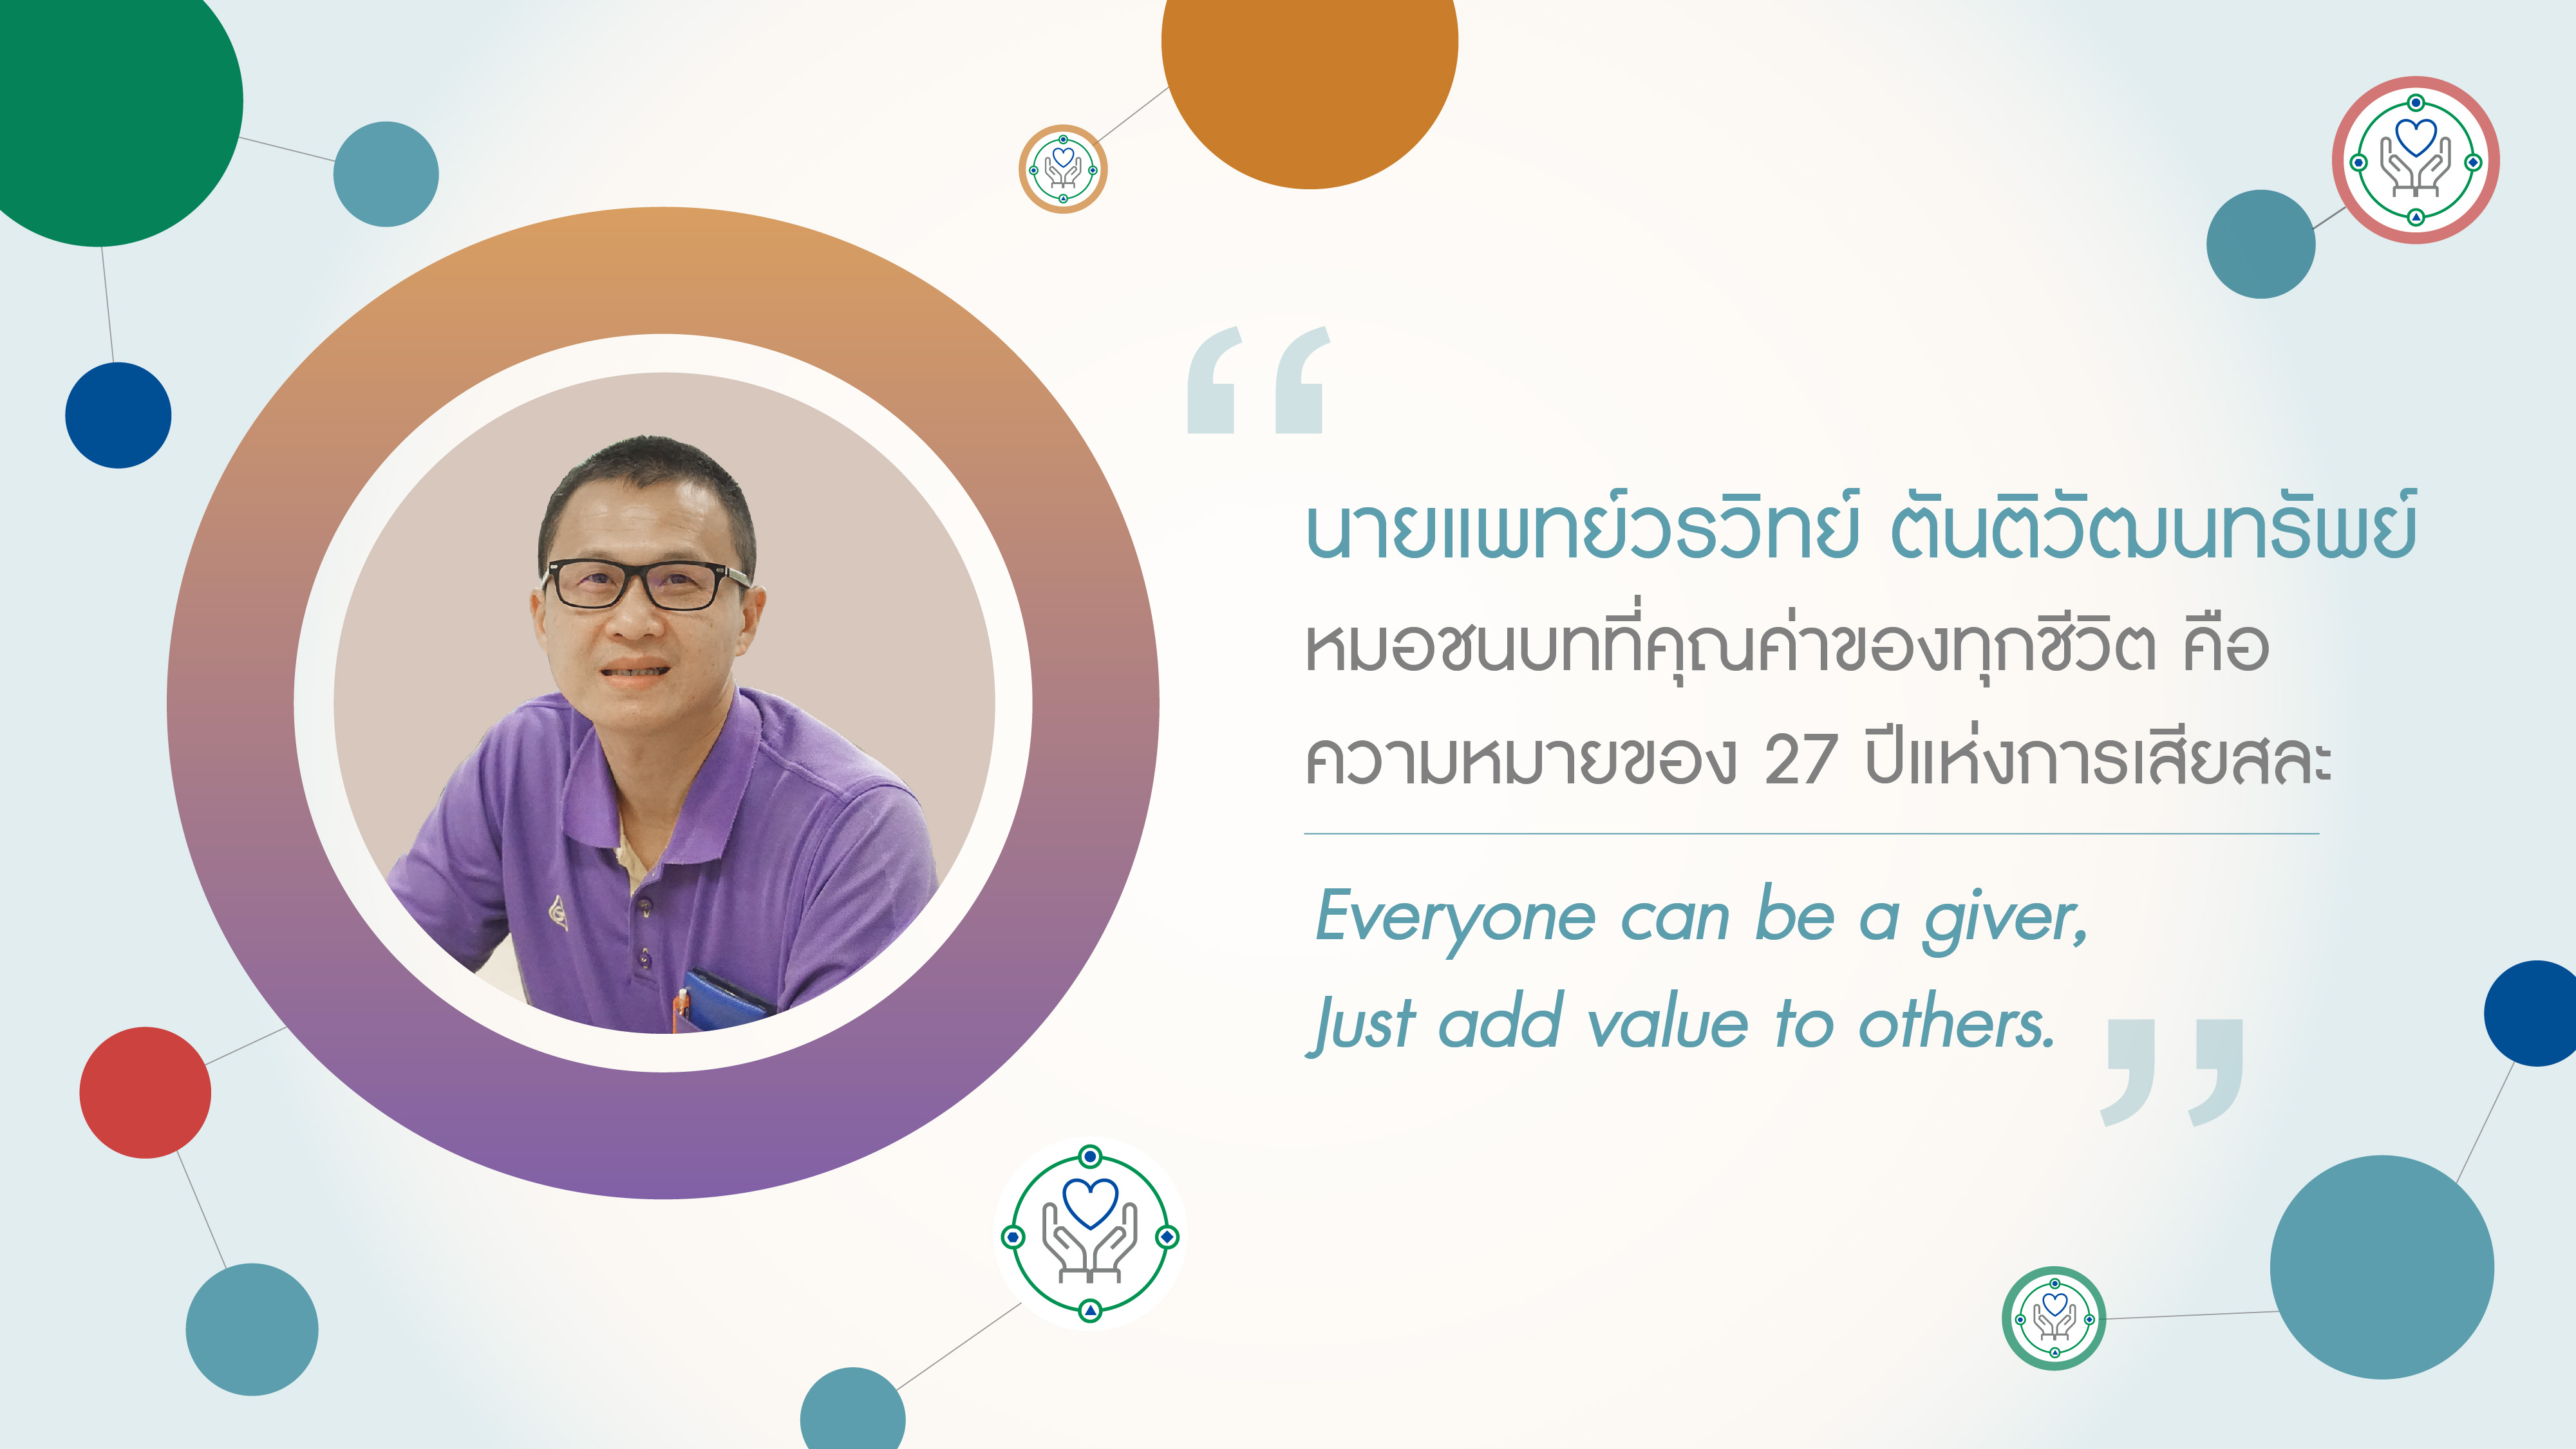 “
นายแพทย์วรวิทย์ ตันติวัฒนทรัพย์
หมอชนบทที่คุณค่าของทุกชีวิต คือ
ความหมายของ 27 ปีแห่งการเสียสละ
Everyone can be a giver,
Just add value to others.
”